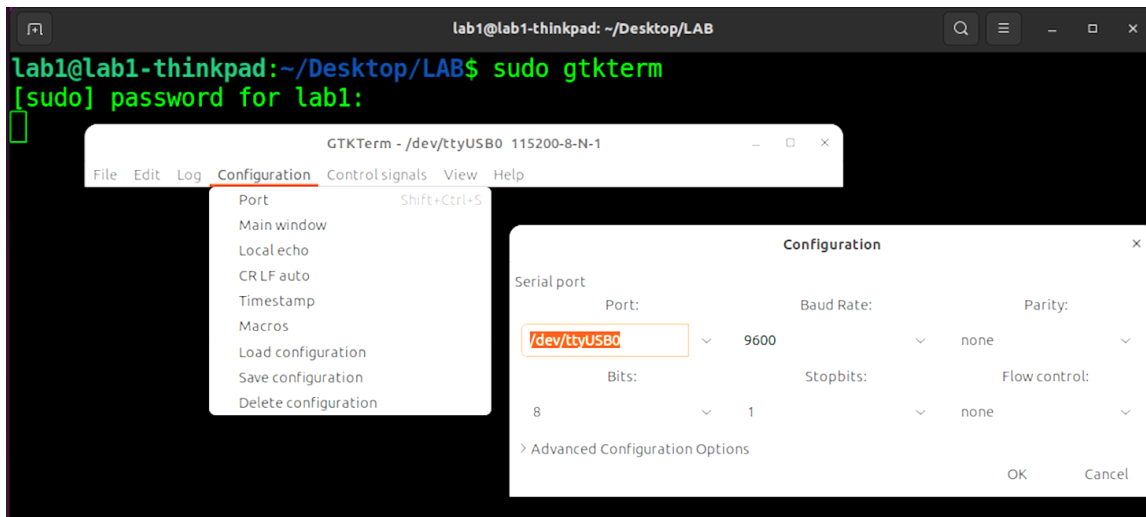 lab1@lab1-thinkpad: ~/Desktop/LAB
lab1@lab1-thinkpad:~/Desktop/LAB$ sudo gtkterm
[sudo] password for lab1:
GTKTerm - /dev/ttyUSB0 115200-8-N-1
File Edit Log Configuration Control signals View Help
Port Shift+Ctrl+S
Main window
Local echo
CR LF auto
Timestamp
Macros
Load configuration
Save configuration
Delete configuration
Configuration
Serial port
Port: Baud Rate: Parity:
/dev/ttyUSB0 9600 none
Bits: Stopbits: Flow control:
8 1 none
Advanced Configuration Options
OK Cancel